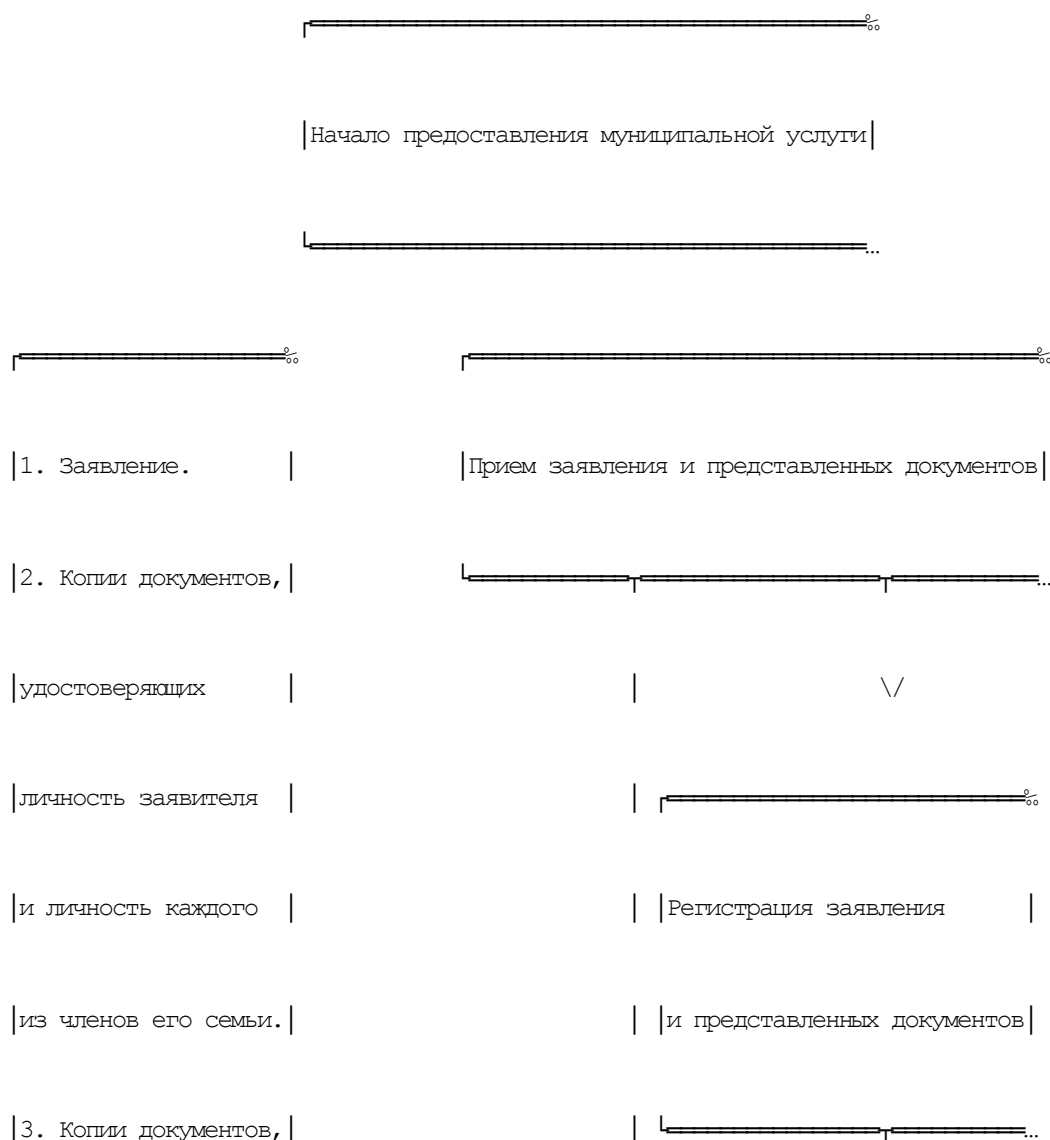 Начало предоставления муниципальной услуги
1. Заявление.
Прием заявления и представленных документов
2. Копии документов,
удостоверяющих
\/
личность заявителя
и личность каждого
Регистрация заявления
из членов его семьи.
и представленных документов
3. Копии документов,